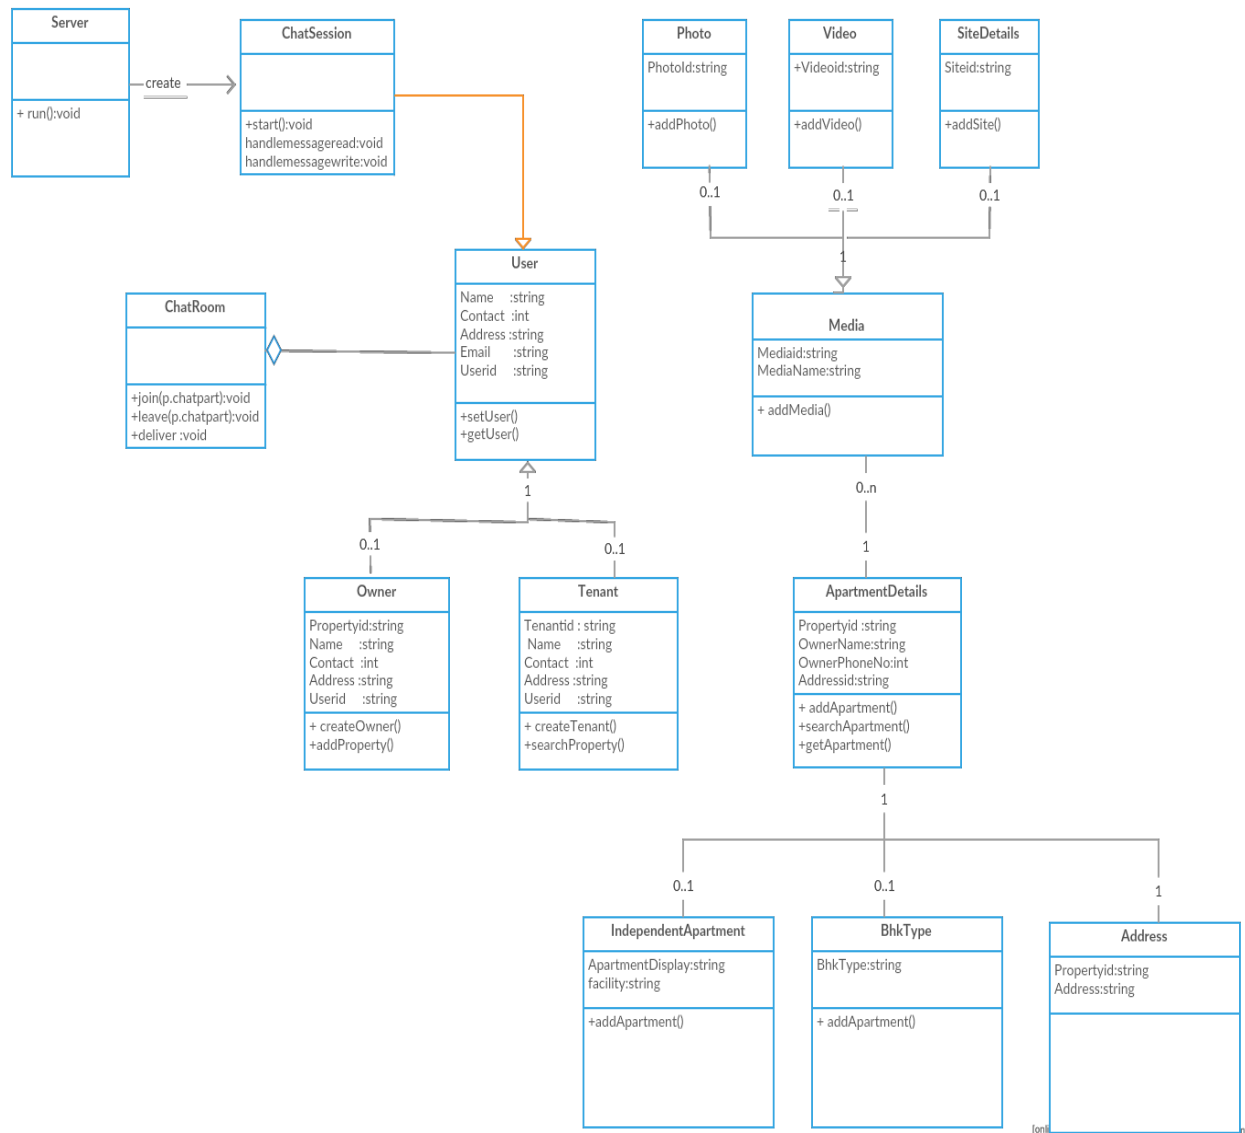 Server
+ run():void
create
ChatSession
+start():void
handlemessageread:void
handlemessagewrite:void
Photo
PhotoId:string
+addPhoto()
Video
+Videoid:string
+addVideo()
SiteDetails
Siteid:string
+addSite()
0..1
0..1
0..1
1
User
Name :string
Contact :int
Address :string
Email :string
Userid :string
+setUser()
+getUser()
ChatRoom
+join(p.chatpart):void
+leave(p.chatpart):void
+deliver :void
Media
Mediaid:string
MediaName:string
+ addMedia()
1
0..1
0..1
0..n
1
Owner
Propertyid:string
Name :string
Contact :int
Address :string
Userid :string
+ createOwner()
+addProperty()
Tenant
Tenantid : string
Name :string
Contact :int
Address :string
Userid :string
+ createTenant()
+searchProperty()
ApartmentDetails
Propertyid :string
OwnerName:string
OwnerPhoneNo:int
Addressid:string
+ addApartment()
+searchApartment()
+getApartment()
1
0..1
0..1
1
IndependentApartment
ApartmentDisplay:string
facility:string
+addApartment()
BhkType
BhkType:string
+ addApartment()
Address
Propertyid:string
Address:string